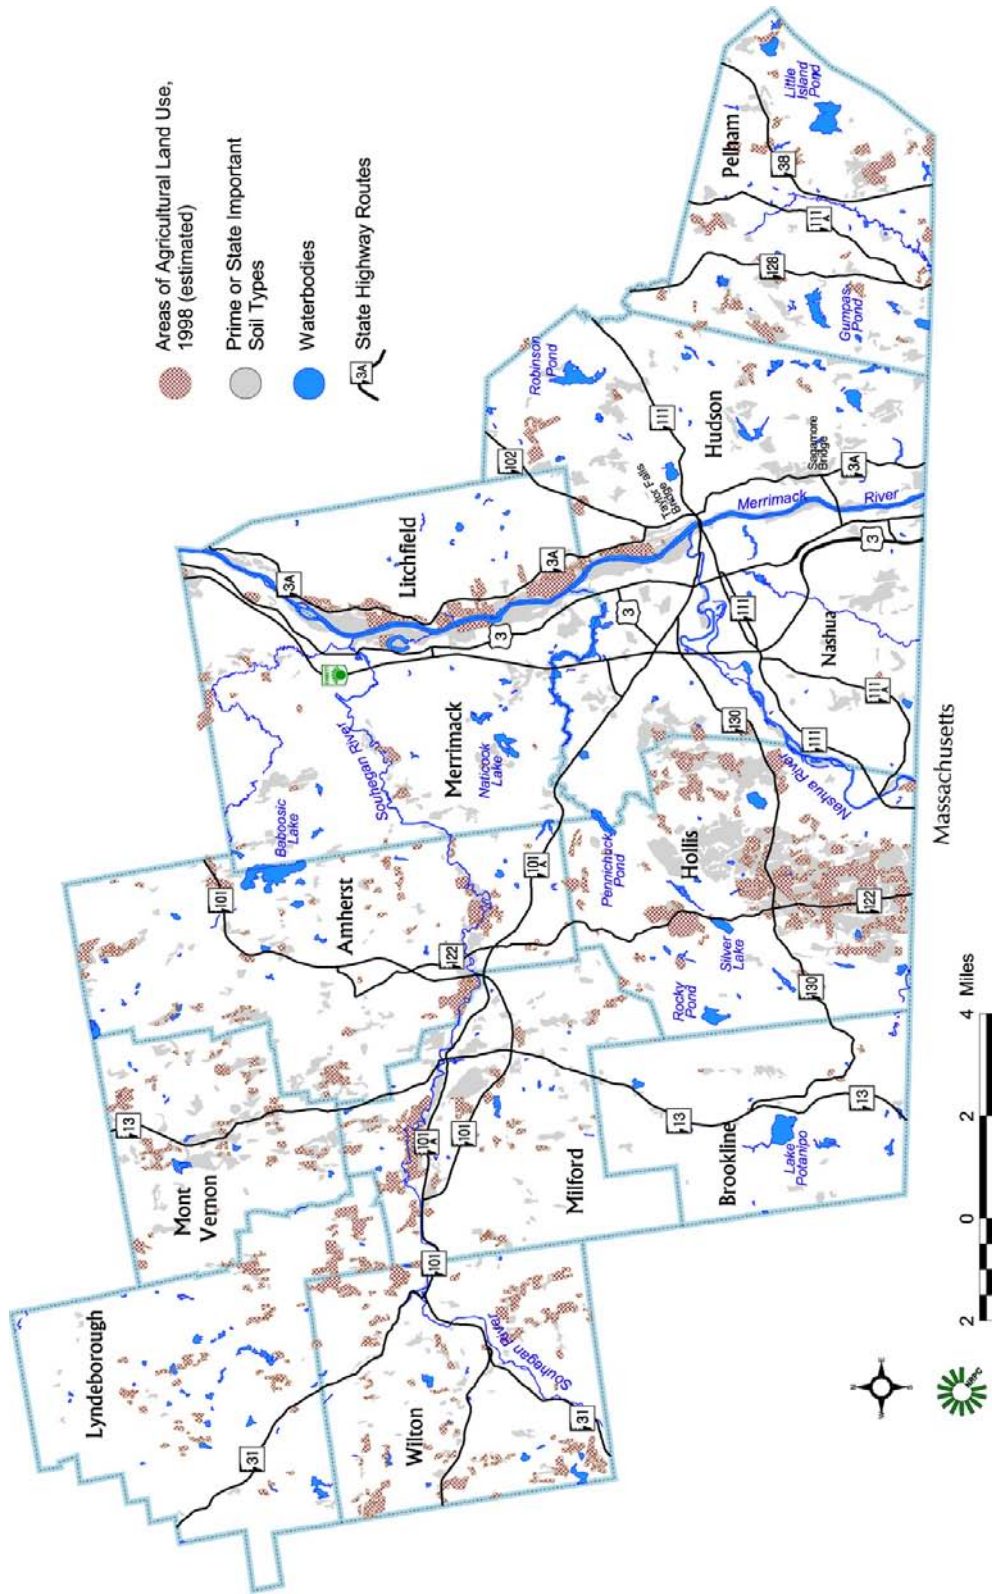 Areas of Agricultural Land Use,
1998 (estimated)
Prime or State Important
Soil Types
Waterbodies
3A
State Highway Routes
Lyndeborough
31
Mont
Vernon
13
Amherst
101
Baboosic
Lake
122
Wilton
31
101
Souhegan River
Milford
101
A
101
101
A
Souhegan River
Merrimack
Naticook
Lake
Litchfield
3A
3A
3
3
102
Robinson
Pond
Brookline
13
13
Lake
Potanipo
Hollis
Pennichuck
Pond
Rocky
Pond
Silver
Lake
130
122
130
Nashua River
Nashua
111
111
111
A
3
Taylor Falls
Bridge
Hudson
111
Merrimack
River
Sagamore
Bridge
3A
Pelham
128
111
A
38
Gumpas
Pond
Little
Island
Pond
Massachusetts
N
W
E
S
NRPC
2
0
2
4
Miles